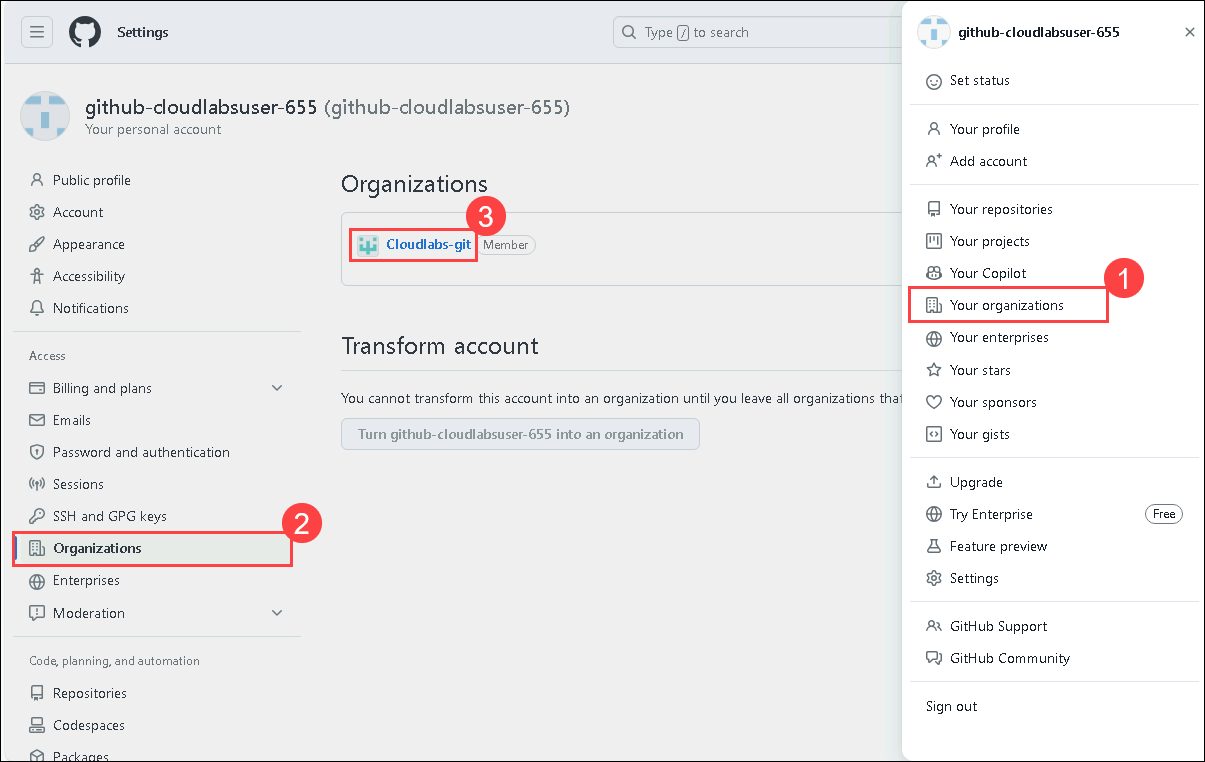 Settings
Type / to search
github-cloudlabsuser-655 (github-cloudlabsuser-655)
Your personal account
Public profile
Account
Appearance
Accessibility
Notifications
Access
Billing and plans
Emails
Password and authentication
Sessions
SSH and GPG keys
2
Organizations
Enterprises
Moderation
Code, planning, and automation
Repositories
Codespaces
Packages
Organizations
3
Cloudlabs-git Member
Transform account
You cannot transform this account into an organization until you leave all organizations that
Turn github-cloudlabsuser-655 into an organization
github-cloudlabsuser-655
Set status
Your profile
Add account
Your repositories
Your projects
Your Copilot
1
Your organizations
Your enterprises
Your stars
Your sponsors
Your gists
Upgrade
Try Enterprise Free
Feature preview
Settings
GitHub Support
GitHub Community
Sign out